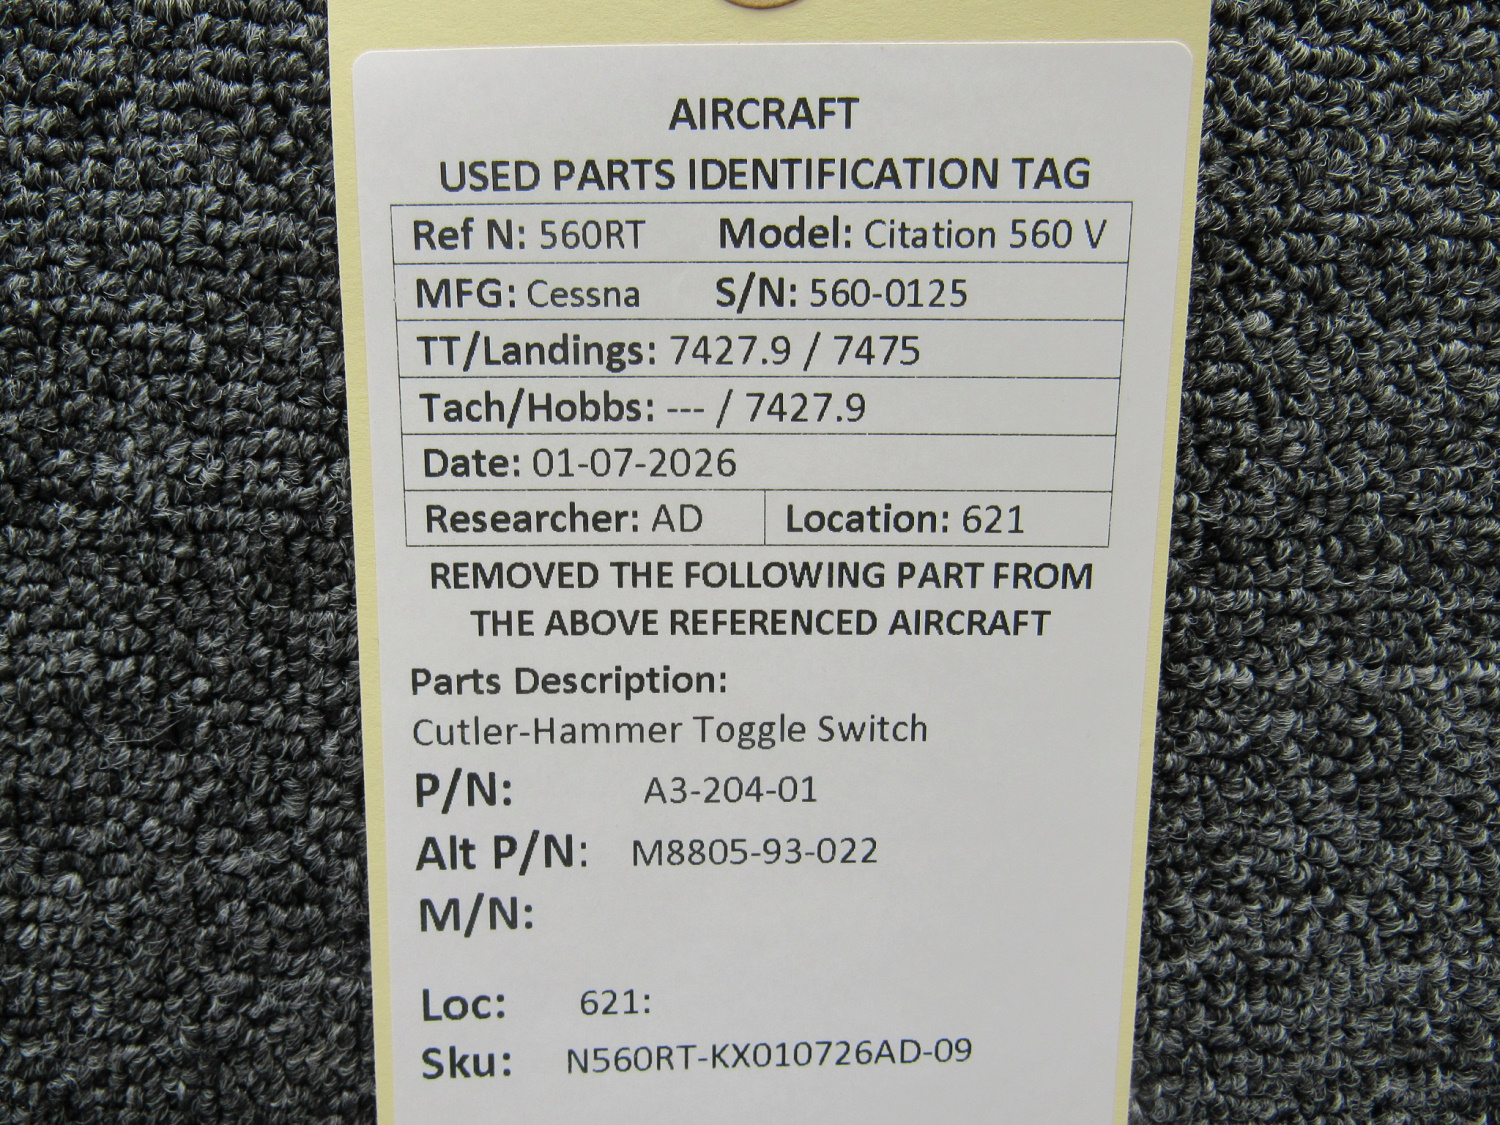 AIRCRAFT
USED PARTS IDENTIFICATION TAG
Ref N: 560RT Model: Citation 560 V
MFG: Cessna S/N: 560-0125
TT/Landings: 7427.9 / 7475
Tach/Hobbs: --- / 7427.9
Date: 01-07-2026
Researcher: AD Location: 621
REMOVED THE FOLLOWING PART FROM
THE ABOVE REFERENCED AIRCRAFT
Parts Description:
Cutler-Hammer Toggle Switch
P/N: A3-204-01
Alt P/N: M8805-93-022
M/N:
Loc: 621:
Sku: N560RT-KX010726AD-09